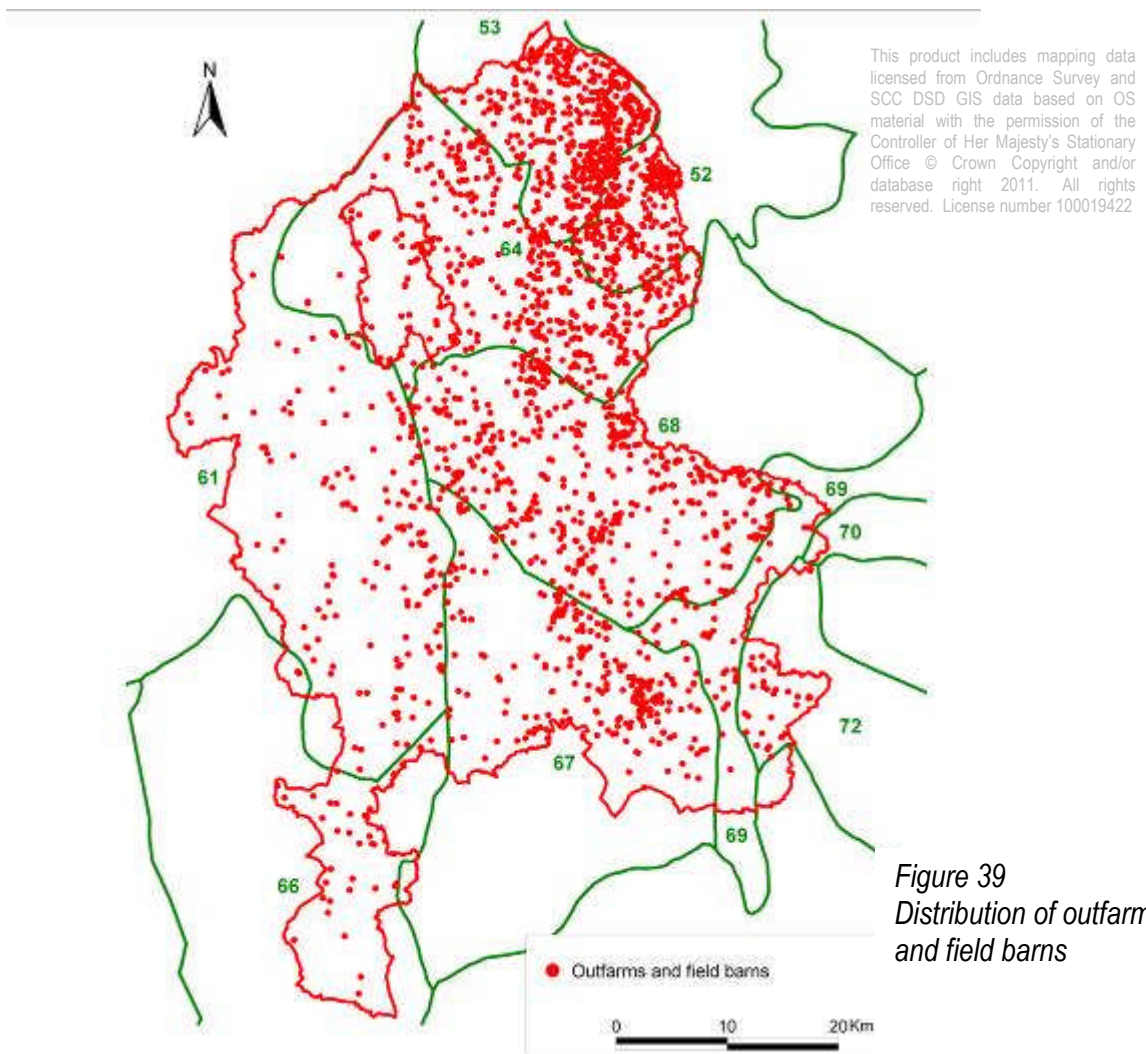 53
N
This product includes mapping data
licensed from Ordnance Survey and
SCC DSD GIS data based on OS
material with the permission of the
Controller of Her Majesty's Stationary
Office © Crown Copyright and/or
database right 2011. All rights
reserved. License number 100019422
52
64
68
61
69
70
72
67
69
66
Figure 39
Distribution of outfarm
and field barns
Outfarms and field barns
0 10 20Km